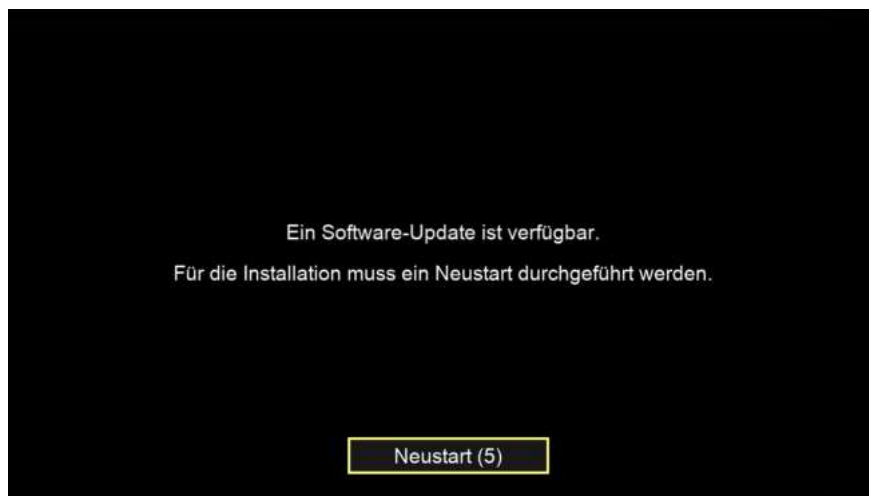 Ein Software-Update ist verfügbar.
Für die Installation muss ein Neustart durchgeführt werden.
Neustart (5)